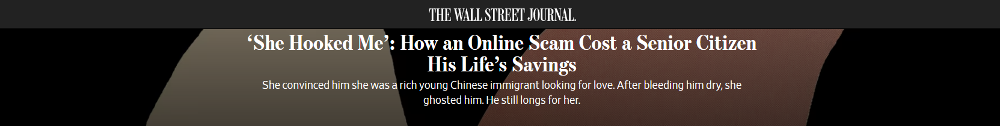 THE WALL STREET JOURNAL.
‘She Hooked Me’: How an Online Scam Cost a Senior Citizen
His Life’s Savings
She convinced him she was a rich young Chinese immigrant looking for love. After bleeding him dry, she
ghosted him. He still longs for her.